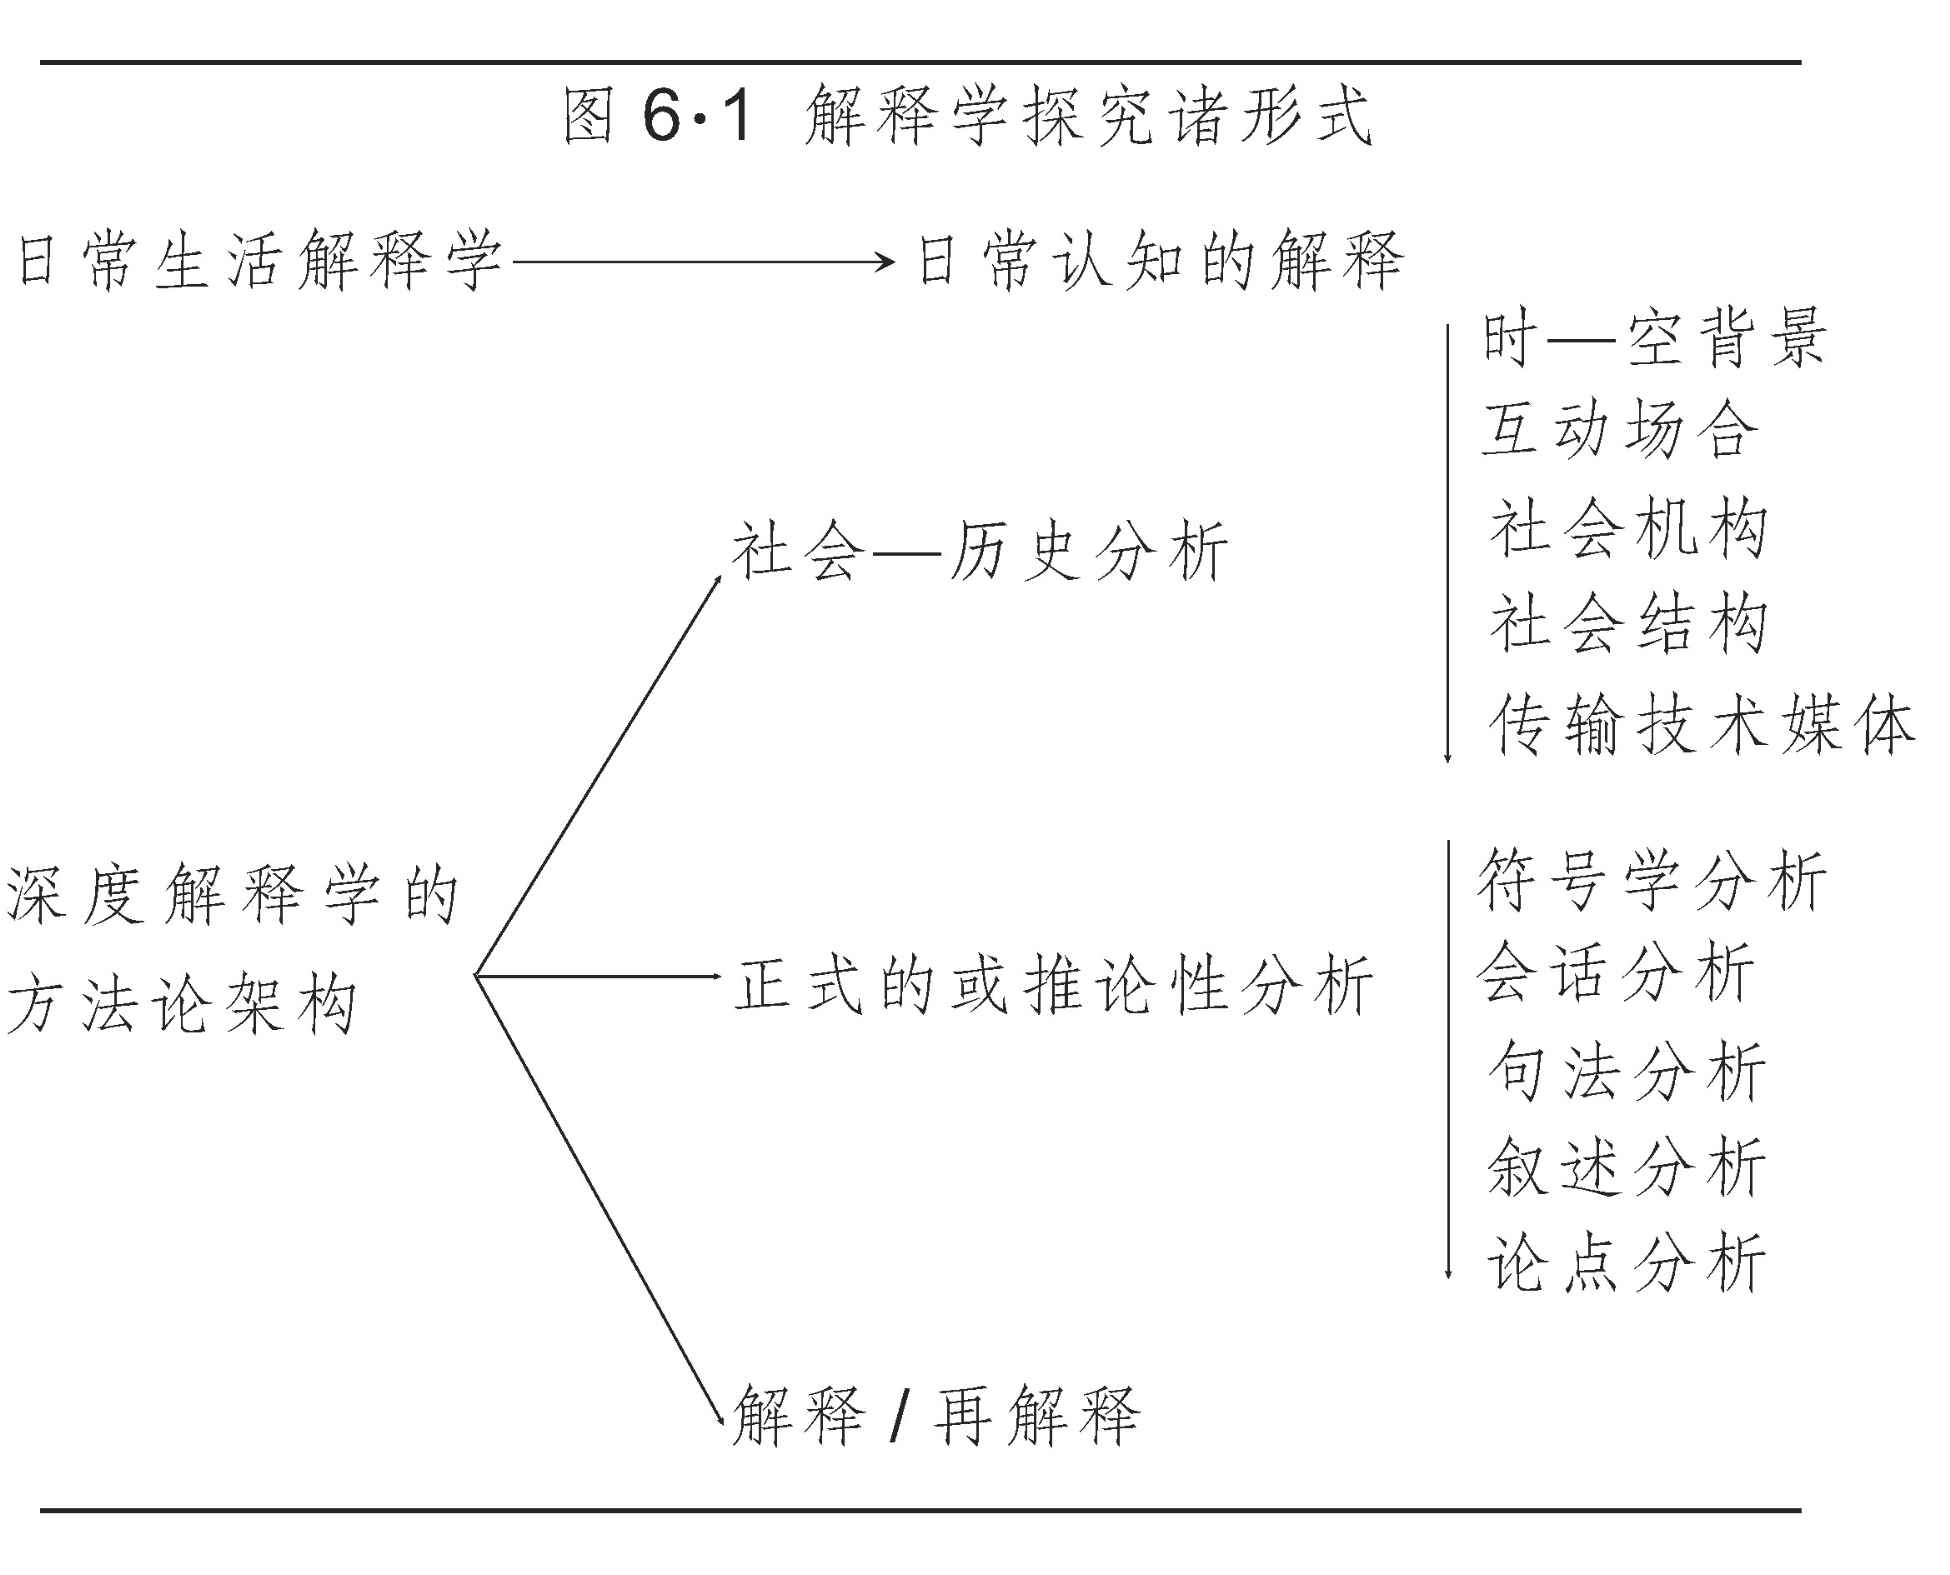 图 6·1 解释学探究诸形式
日常生活解释学
日常认知的解释
时—空背景
互动场合
社会—历史分析
社会机构
社会结构
传输技术媒体
深度解释学的
方法论架构
正式的或推论性分析
符号学分析
会话分析
句法分析
叙述分析
论点分析
解释/再解释